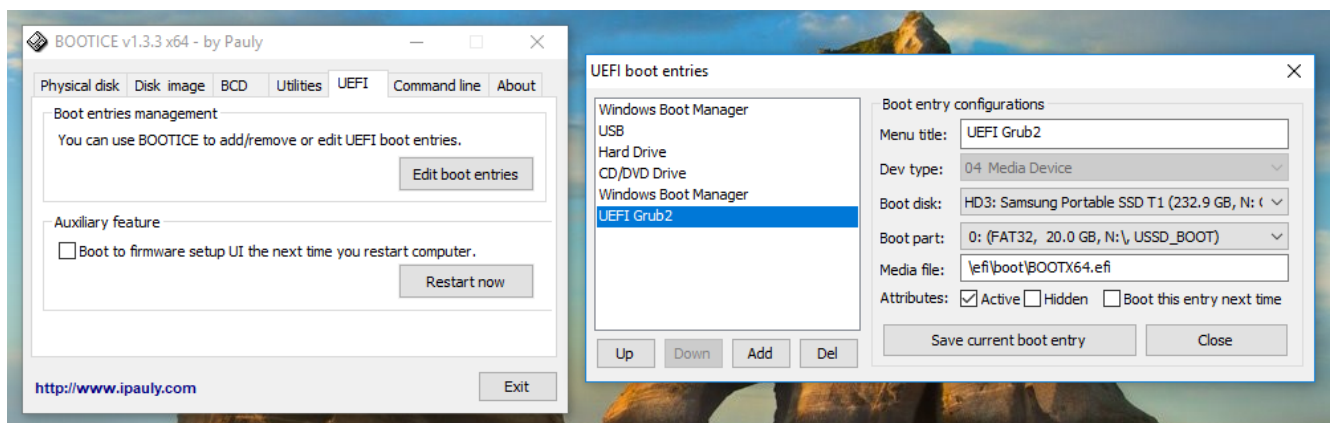 BOOTICE v1.3.3 x64 - by Pauly
Physical disk Disk image BCD Utilities UEFI Command line About
Boot entries management
You can use BOOTICE to add/remove or edit UEFI boot entries.
Edit boot entries
Auxiliary feature
Boot to firmware setup UI the next time you restart computer.
Restart now
http://www.ipauly.com
Exit
UEFI boot entries
Windows Boot Manager
USB
Hard Drive
CD/DVD Drive
Windows Boot Manager
UEFI Grub2
Up Down Add Del
Boot entry configurations
Menu title: UEFI Grub2
Dev type: 04 Media Device
Boot disk: HD3: Samsung Portable SSD T1 (232.9 GB, N: (
Boot part: 0: (FAT32, 20.0 GB, N:\, USSD_BOOT)
Media file: \efi\boot\BOOTX64.efi
Attributes: Active Hidden Boot this entry next time
Save current boot entry Close